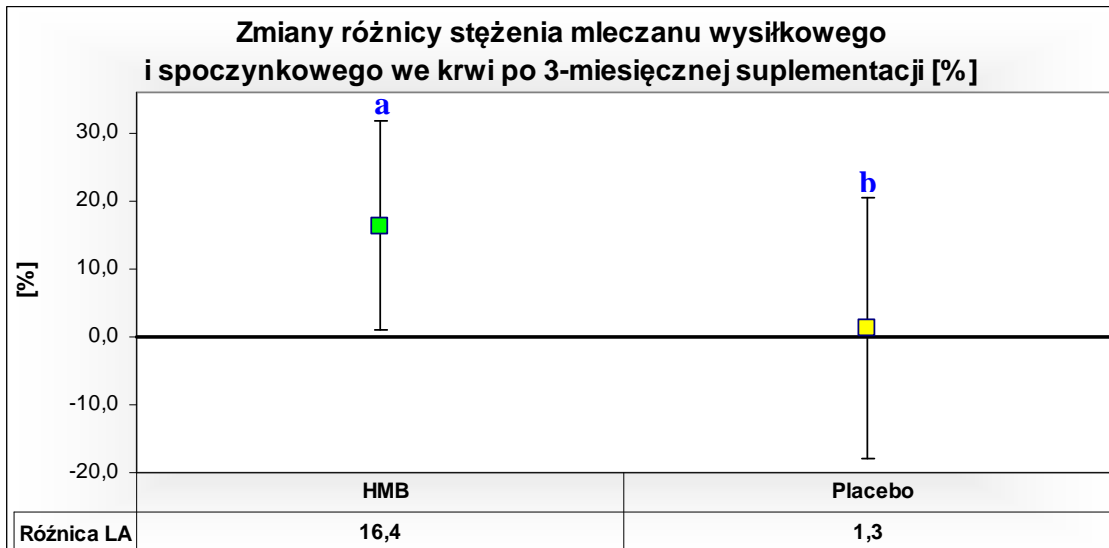 Zmiany różnicy stężenia mleczanu wysiłkowego
i spoczynkowego we krwi po 3-miesięcznej suplementacji [%]
[%]
30,0
20,0
10,0
0,0
-10,0
-20,0
a
b
HMB Placebo
Różnica LA 16,4 1,3